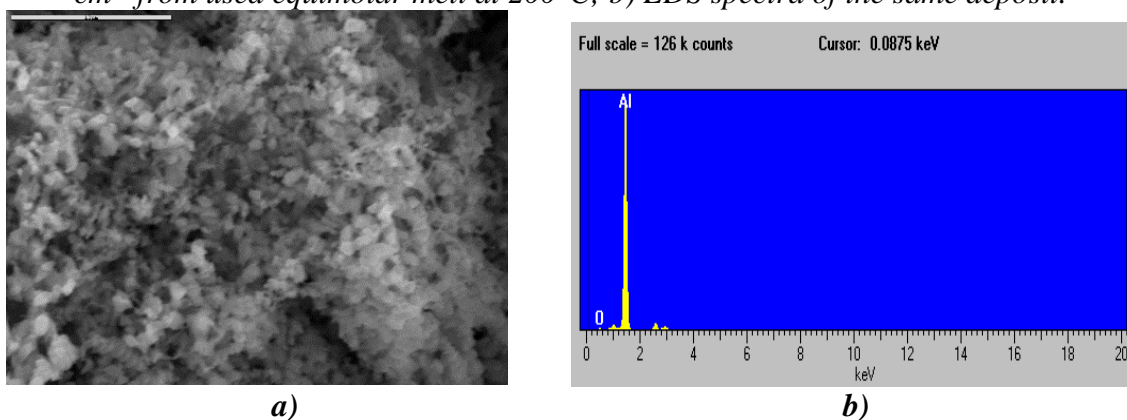 cm⁻² from used equimolar melt at 200°C; b) EDS spectra of the same deposit.
Full scale = 126 k counts Cursor: 0.0875 keV
Al
O
0 2 4 6 8 10 12 14 16 18 20
keV
a) b)